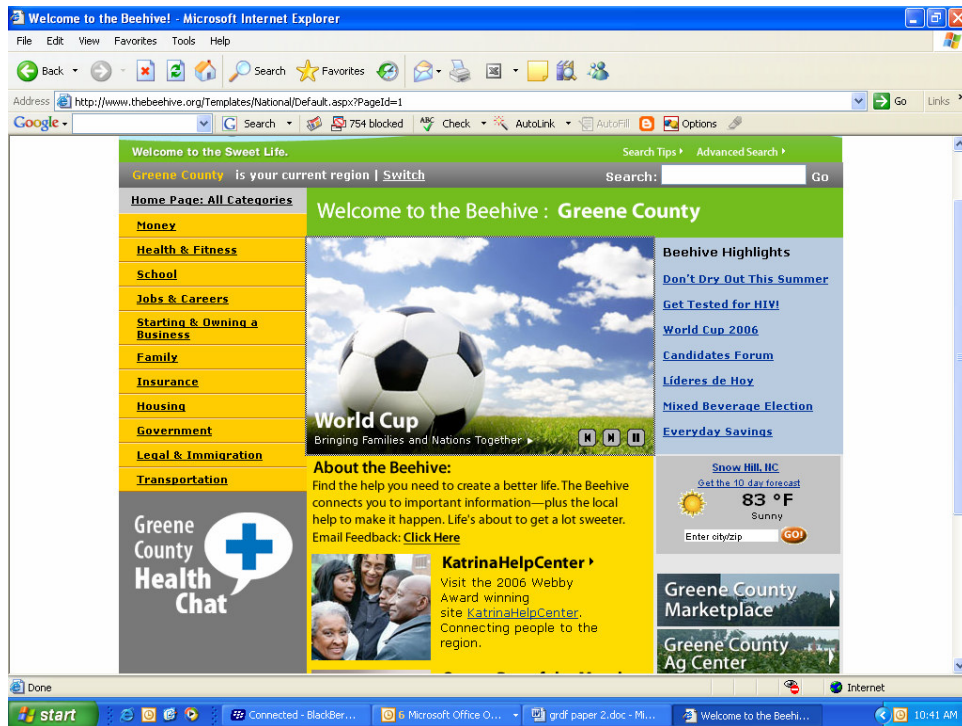 Welcome to the Beehive! - Microsoft Internet Explorer
File Edit View Favorites Tools Help
Back Search Favorites
Address http://www.thebeehive.org/Templates/National/Default.aspx?PageId=1 Go Links
Google Search 754 blocked ABC Check AutoLink AutoFill Options
Welcome to the Sweet Life. Search Tips Advanced Search
Greene County is your current region | Switch Search: Go
Home Page: All Categories
Money
Health & Fitness
School
Jobs & Careers
Starting & Owning a
Business
Family
Insurance
Housing
Government
Legal & Immigration
Transportation
Greene
County
Health
Chat
Welcome to the Beehive : Greene County
World Cup
Bringing Families and Nations Together
About the Beehive:
Find the help you need to create a better life. The Beehive
connects you to important information—plus the local
help to make it happen. Life's about to get a lot sweeter.
Email Feedback: Click Here
KatrinaHelpCenter
Visit the 2006 Webby
Award winning
site KatrinaHelpCenter.
Connecting people to the
region.
Beehive Highlights
Don't Dry Out This Summer
Get Tested for HIV!
World Cup 2006
Candidates Forum
Líderes de Hoy
Mixed Beverage Election
Everyday Savings
Snow Hill, NC
Get the 10 day forecast
83 °F
Sunny
Enter city/zip GO!
Greene County
Marketplace
Greene County
Ag Center
Done Internet
start Connected - BlackBer... 6 Microsoft Office O... grdf paper 2.doc - Mi... Welcome to the Beehi... 10:41 AM